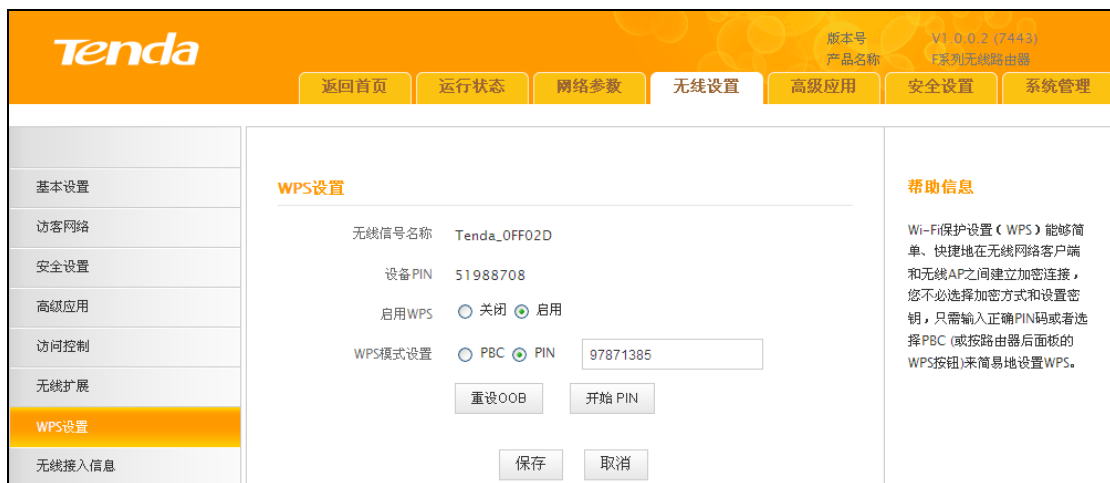 Tenda
版本号 V1.0.0.2 (7443)
产品名称 F系列无线路由器
返回首页 运行状态 网络参数 无线设置 高级应用 安全设置 系统管理
基本设置
访客网络
安全设置
高级应用
访问控制
无线扩展
WPS设置
无线接入信息
WPS设置
无线信号名称 Tenda_0FF02D
设备PIN 51988708
启用WPS 关闭 启用
WPS模式设置 PBC PIN 97871385
重设OOB 开始 PIN
保存 取消
帮助信息
Wi-Fi保护设置(WPS)能够简
单、快捷地在无线网络客户端
和无线AP之间建立加密连接,
您不必选择加密方式和设置密
钥,只需输入正确PIN码或者选
择PBC (或按路由器后面板的
WPS按钮)来简易地设置WPS。